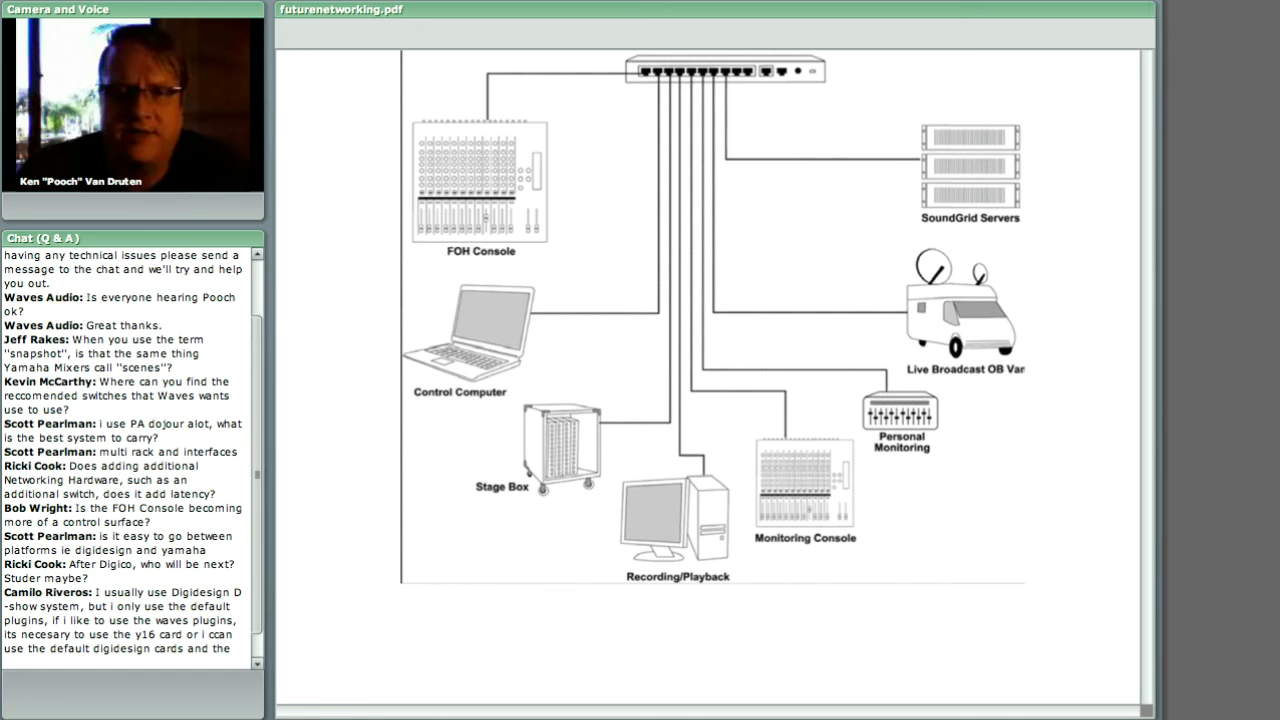 Camera and Voice
Ken "Pooch" Van Druten
Chat (Q & A)
having any technical issues please send a
message to the chat and we'll try and help
you out.
Waves Audio: Is everyone hearing Pooch
ok?
Waves Audio: Great thanks.
Jeff Rakes: When you use the term
"snapshot", is that the same thing
Yamaha Mixers call "scenes"?
Kevin McCarthy: Where can you find the
reccomended switches that Waves wants
use to use?
Scott Pearlman: i use PA dojour alot, what
is the best system to carry?
Scott Pearlman: multi rack and interfaces
Ricki Cook: Does adding additional
Networking Hardware, such as an
additional switch, does it add latency?
Bob Wright: Is the FOH Console becoming
more of a control surface?
Scott Pearlman: is it easy to go between
platforms ie digidesign and yamaha
Ricki Cook: After Digico, who will be next?
Studer maybe?
Camilo Riveros: I usually use Digidesign D
-show system, but i only use the default
plugins, if i like to use the waves plugins,
its necesary to use the y16 card or i ccan
use the default digidesign cards and the
futurenetworking.pdf
FOH Console
SoundGrid Servers
Control Computer
Live Broadcast OB Van
Personal
Monitoring
Stage Box
Monitoring Console
Recording/Playback